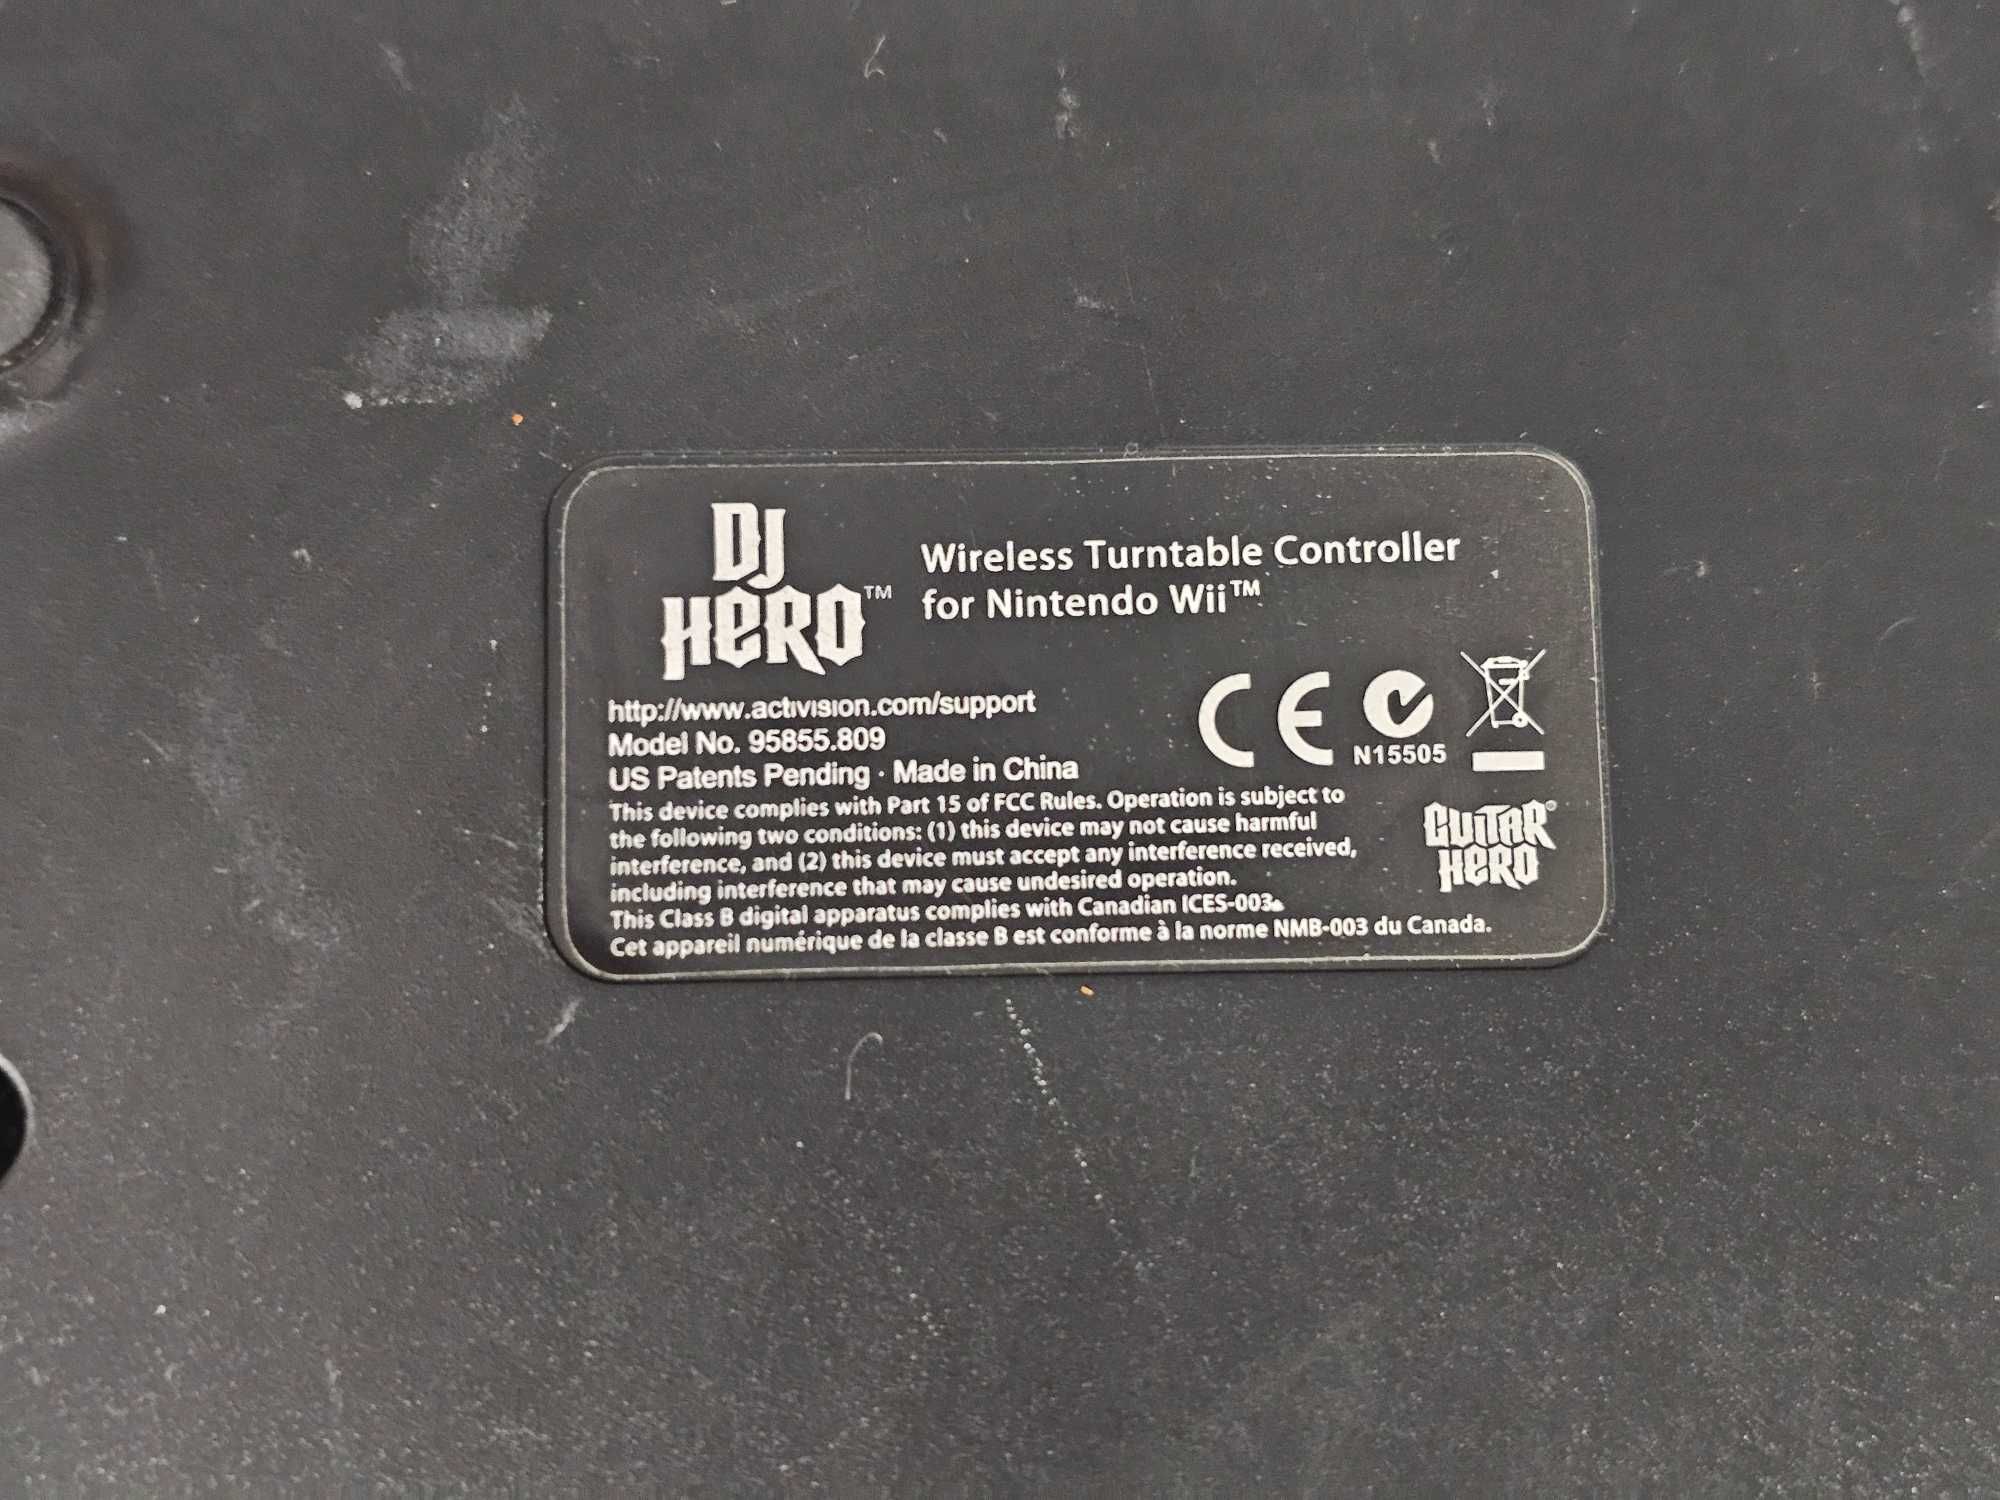 DJ
HERO™
Wireless Turntable Controller
for Nintendo Wii™
http://www.activision.com/support
Model No. 95855.809
US Patents Pending · Made in China
CE
N15505
This device complies with Part 15 of FCC Rules. Operation is subject to
the following two conditions: (1) this device may not cause harmful
interference, and (2) this device must accept any interference received,
including interference that may cause undesired operation.
This Class B digital apparatus complies with Canadian ICES-003.
Cet appareil numérique de la classe B est conforme à la norme NMB-003 du Canada.
GUITAR®
HERO